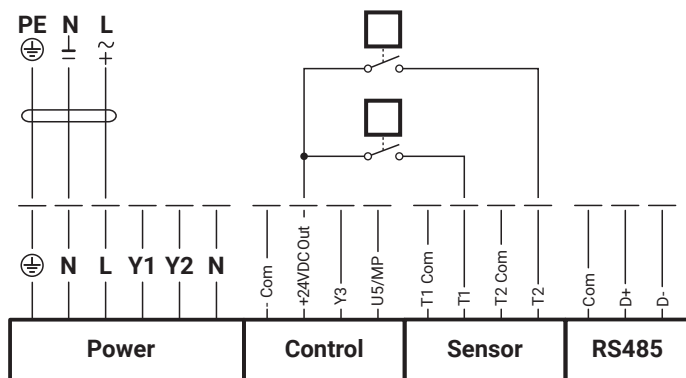 PE N L
N L Y1 Y2 N
- Com
+24VDC Out
Y3
U5/MP
T1 Com
T1
T2 Com
T2
Com
D+
D-
Power Control Sensor RS485